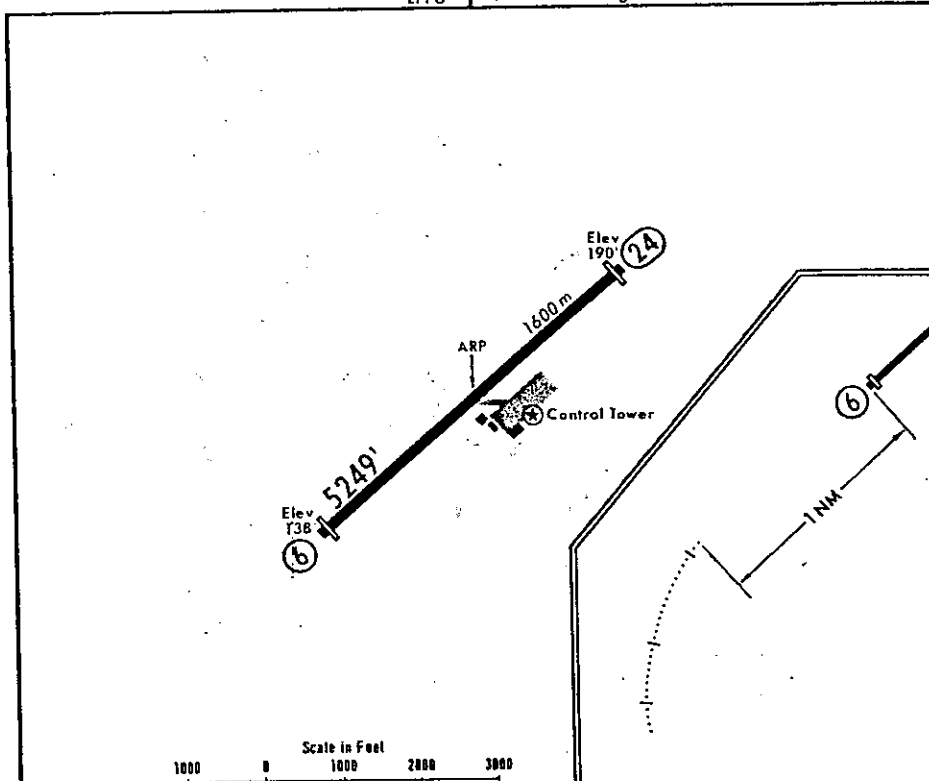 Elev
190'
24
1600m
ARP
Control Tower
5249'
Elev
138
6
6
1 NM
Scale in Feet
1000 0 1000 2000 3000